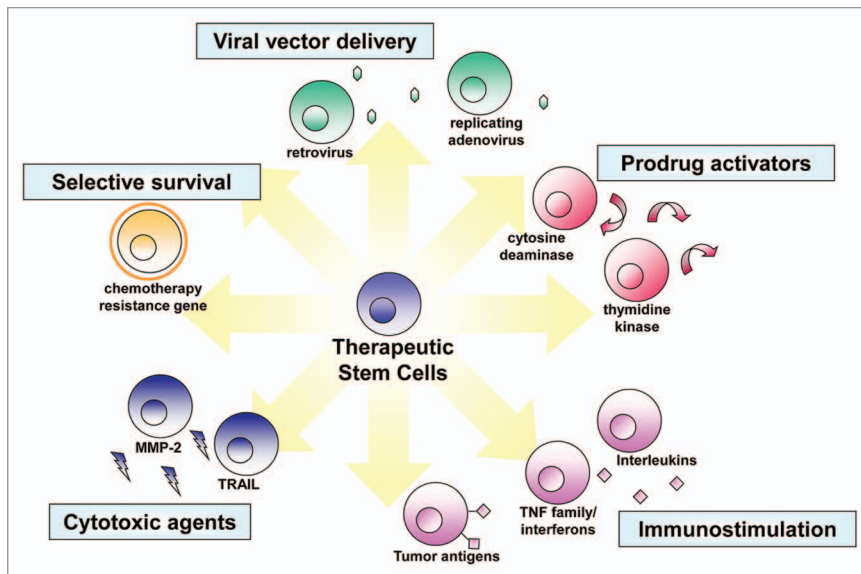 Viral vector delivery
retrovirus
replicating
adenovirus
Prodrug activators
cytosine
deaminase
thymidine
kinase
Selective survival
chemotherapy
resistance gene
Therapeutic
Stem Cells
MMP-2
TRAIL
Cytotoxic agents
Interleukins
TNF family/
interferons
Tumor antigens
Immunostimulation